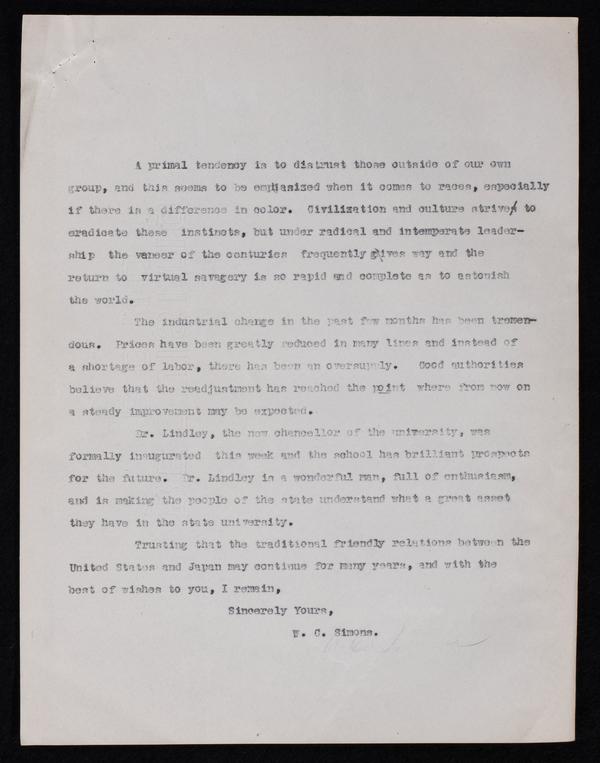 A primal tendency is to distrust those outside of our own
group, and this seems to be emphasized when it comes to races, especially
if there is a difference in color. Civilization and culture strive to
eradicate these instincts, but under radical and intemperate leader-
ship the vaneer of the centuries frequently gives way and the
return to virtual savagery is so rapid and complete as to astonish
the world.
The industrial change in the past few months has been tremen-
dous. Prices have been greatly reduced in many lines and instead of
a shortage of labor, there has been an oversupply. Good authorities
believe that the readjustment has reached the point where from now on
a steady improvement may be expected.
Dr. Lindley, the new chancellor of the university, was
formally inaugurated this week and the school has brilliant prospects
for the future. Dr. Lindley is a wonderful man, full of enthusiasm,
and is making the people of the state understand what a great asset
they have in the state university.
Trusting that the traditional friendly relations between the
United States and Japan may continue for many years, and with the
best of wishes to you, I remain,
Sincerely Yours,
W. C. Simons.